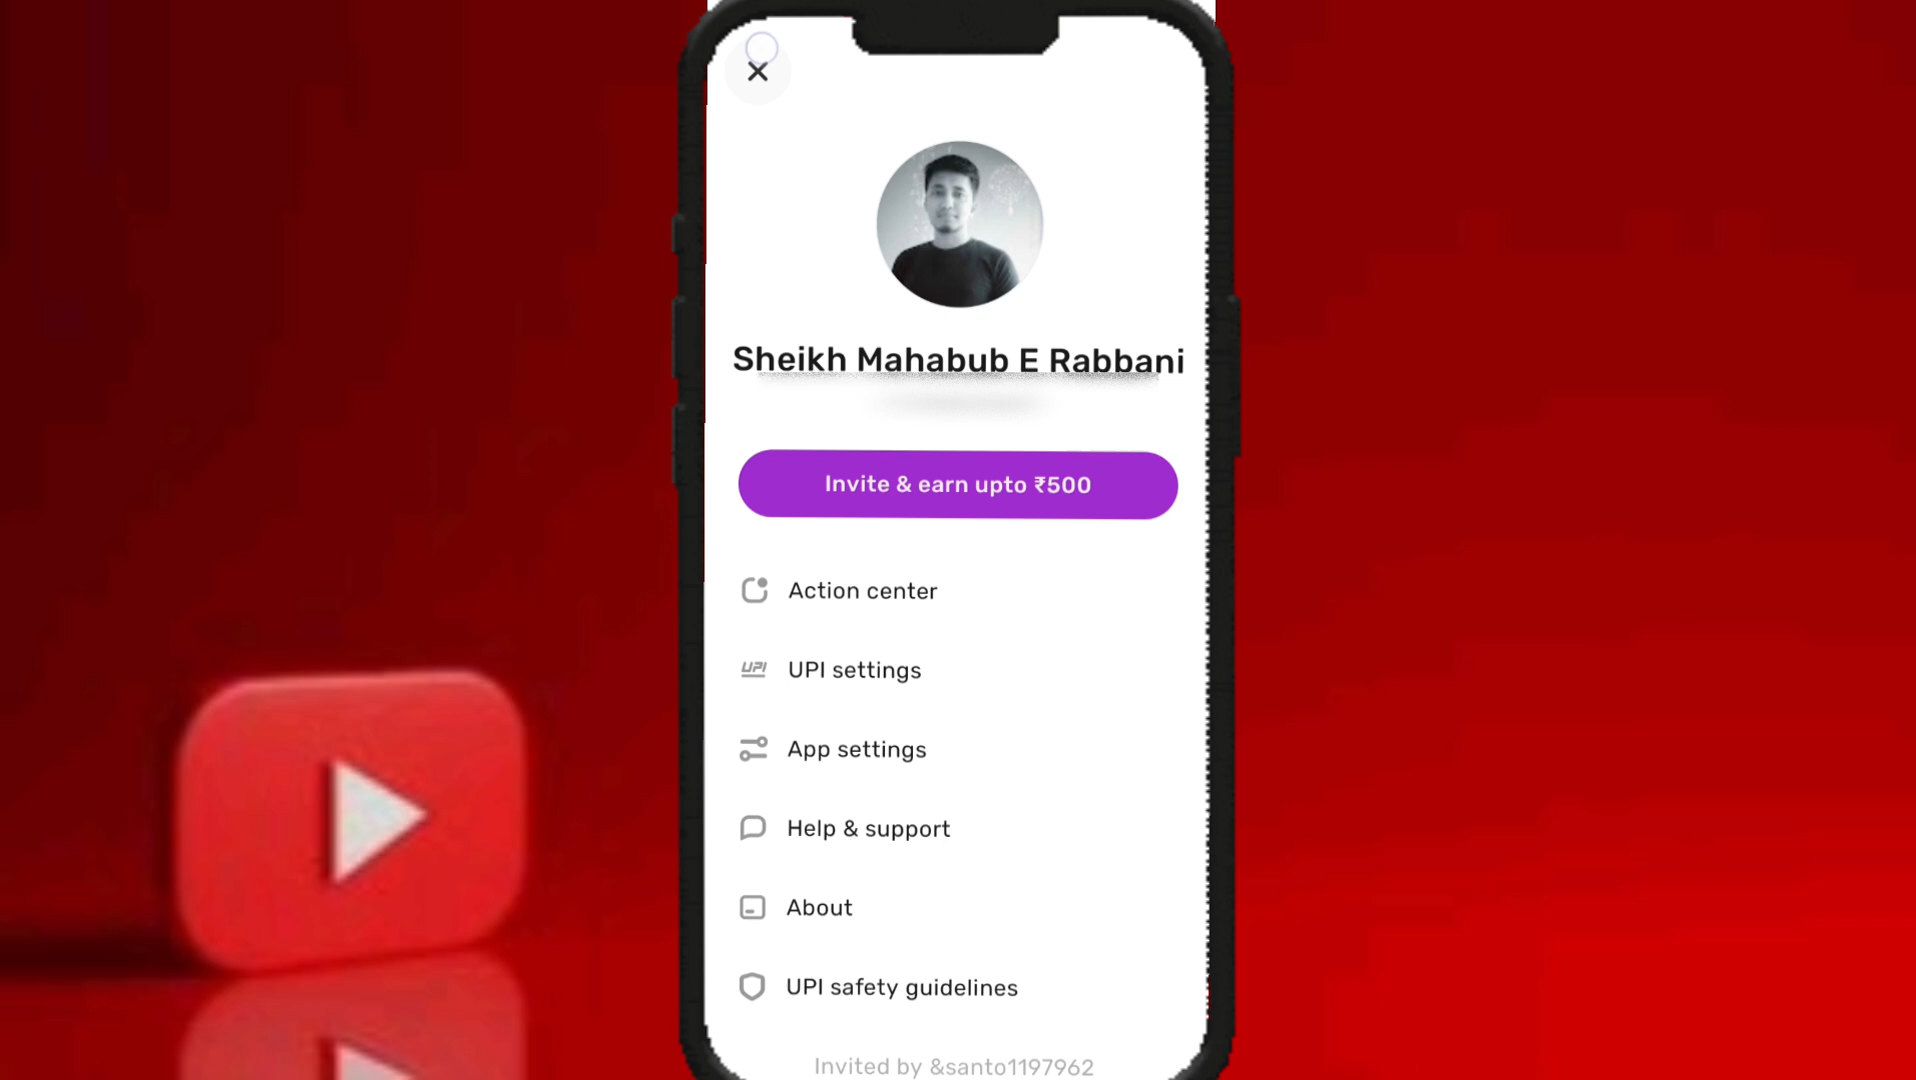 Sheikh Mahabub E Rabbani
Invite & earn upto ₹500
Action center
UPI
UPI settings
App settings
Help & support
About
UPI safety guidelines
Invited by &santo1197962